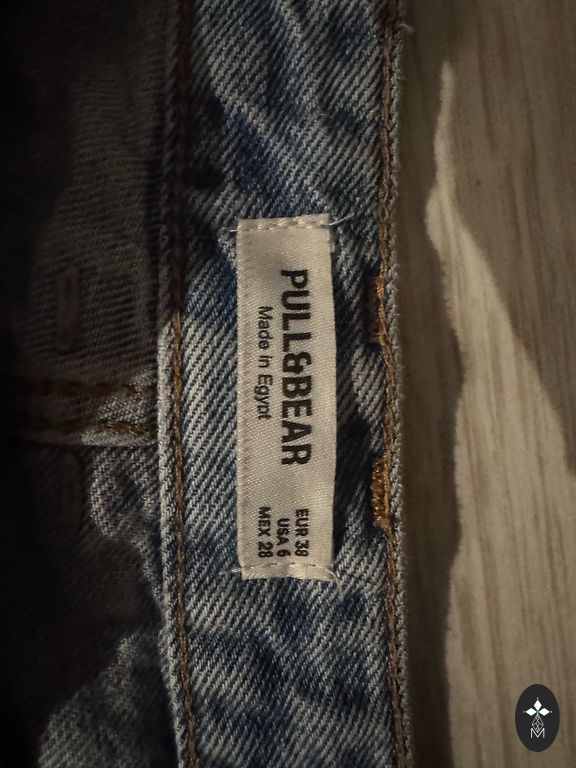 PULL&BEAR
Made in Egypt
EUR 38
USA 6
MEX 28
M